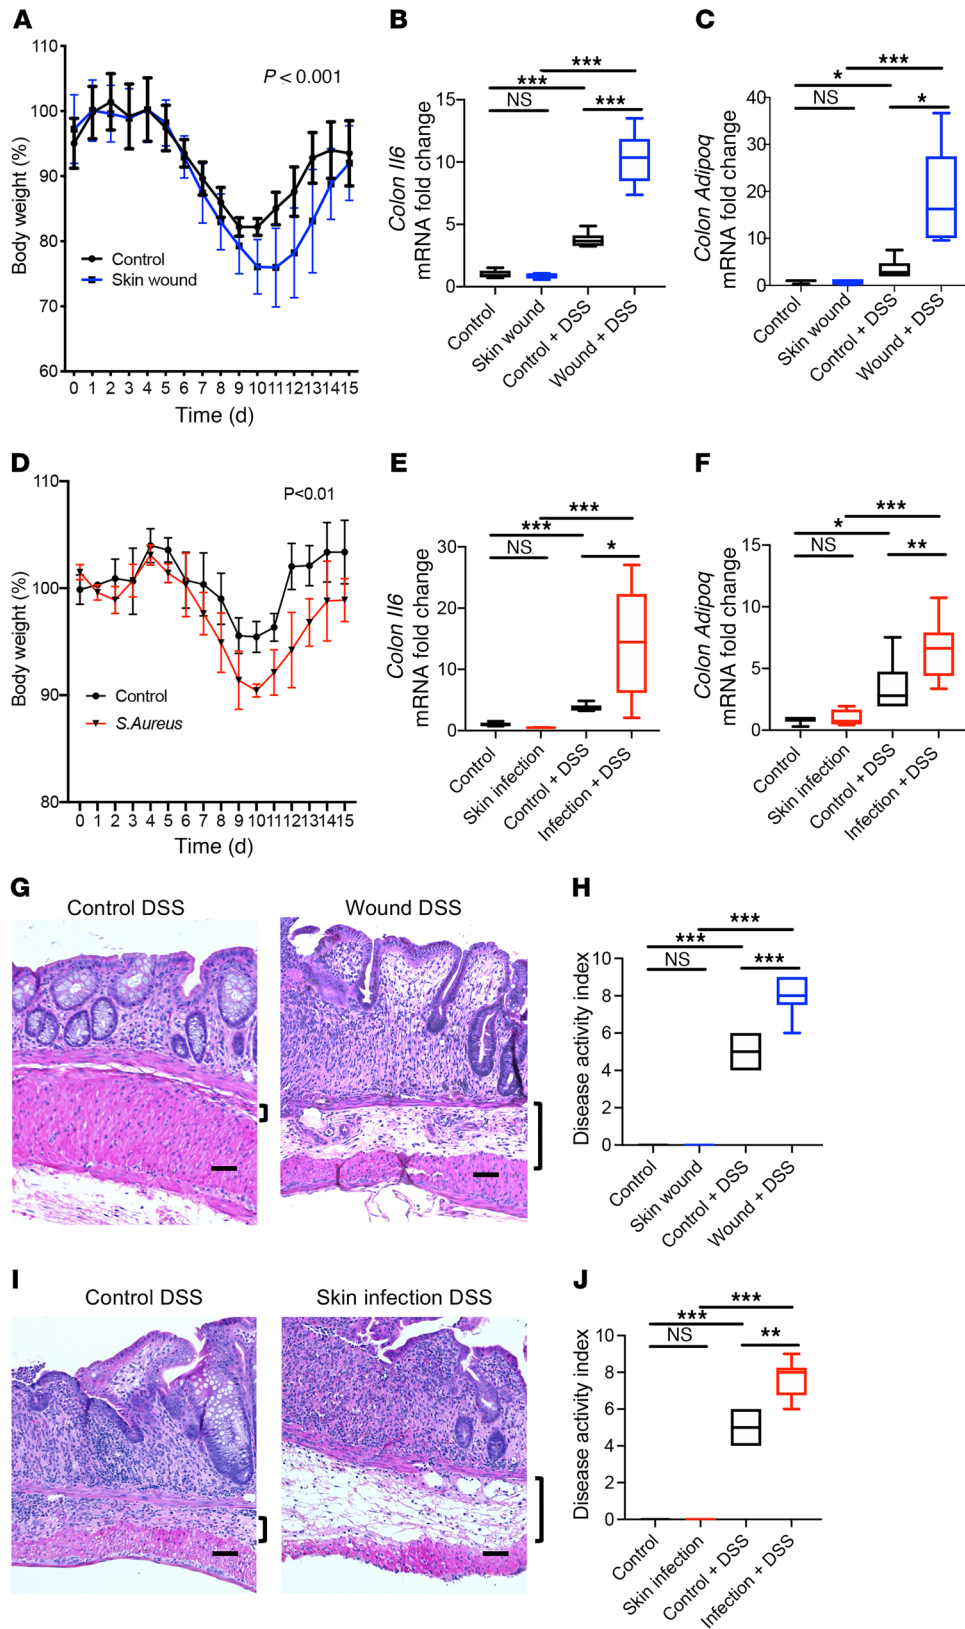 A
P < 0.001
Body weight (%)
110
100
90
80
70
60
Control
Skin wound
0 1 2 3 4 5 6 7 8 9 10 11 12 13 14 15
Time (d)
B
Colon Il6
mRNA fold change
***
***
NS
***
15
10
5
0
Control
Skin wound
Control + DSS
Wound + DSS
C
Colon Adipoq
mRNA fold change
***
*
NS
*
40
30
20
10
0
Control
Skin wound
Control + DSS
Wound + DSS
D
P<0.01
Body weight (%)
110
100
90
80
Control
S.Aureus
0 1 2 3 4 5 6 7 8 9 10 11 12 13 14 15
Time (d)
E
Colon Il6
mRNA fold change
***
***
NS
*
30
20
10
0
Control
Skin infection
Control + DSS
Infection + DSS
F
Colon Adipoq
mRNA fold change
***
*
NS
**
15
10
5
0
Control
Skin infection
Control + DSS
Infection + DSS
G
Control DSS
Wound DSS
H
Disease activity index
***
***
NS
***
10
8
6
4
2
0
Control
Skin wound
Control + DSS
Wound + DSS
I
Control DSS
Skin infection DSS
J
Disease activity index
***
***
NS
**
10
8
6
4
2
0
Control
Skin infection
Control + DSS
Infection + DSS